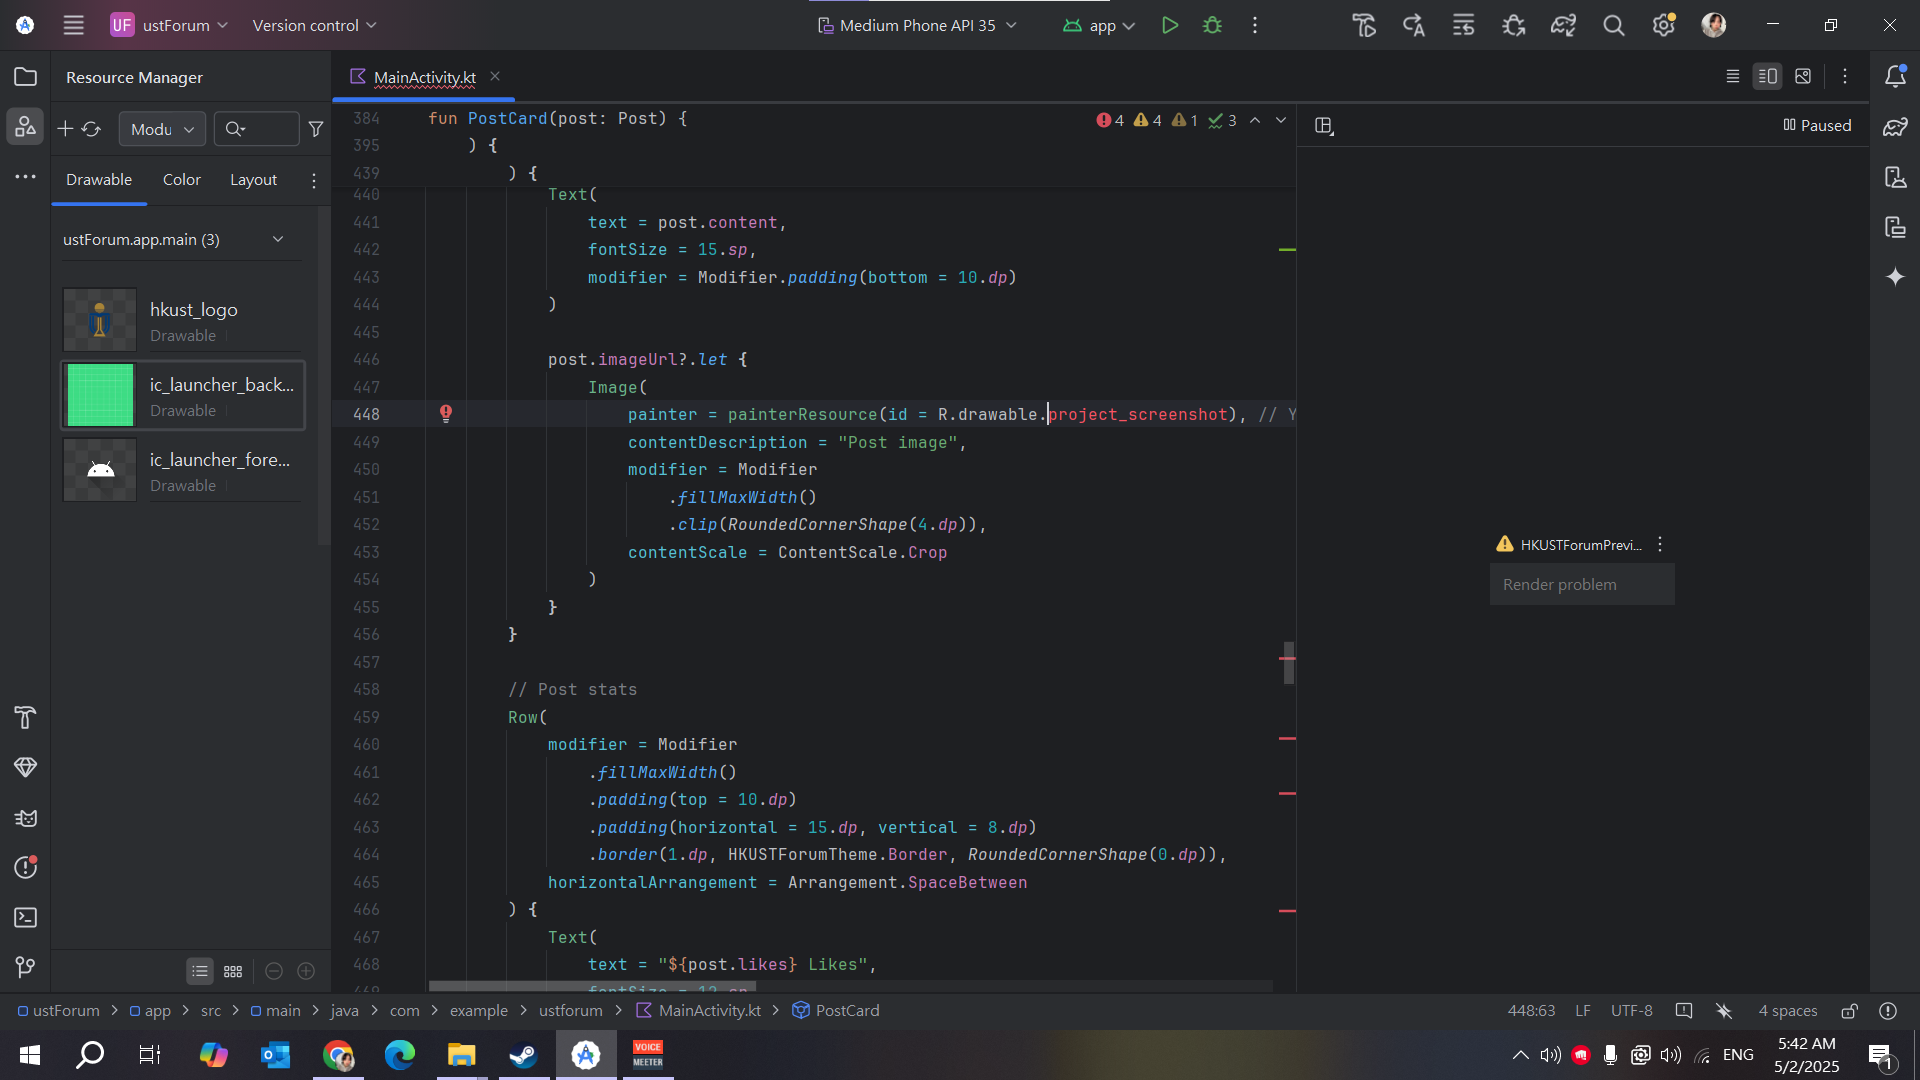 UF ustForum Version control Medium Phone API 35 app
Resource Manager
MainActivity.kt
Modu
Drawable Color Layout
ustForum.app.main (3)
hkust_logo
Drawable
ic_launcher_back...
Drawable
ic_launcher_fore...
Drawable
4 4 1 3
384 fun PostCard(post: Post) {
395 ) {
439 ) {
440 Text(
441 text = post.content,
442 fontSize = 15.sp,
443 modifier = Modifier.padding(bottom = 10.dp)
444 )
445
446 post.imageUrl?.let {
447 Image(
448 painter = painterResource(id = R.drawable.project_screenshot), // Y
449 contentDescription = "Post image",
450 modifier = Modifier
451 .fillMaxWidth()
452 .clip(RoundedCornerShape(4.dp)),
453 contentScale = ContentScale.Crop
454 )
455 }
456 }
457
458 // Post stats
459 Row(
460 modifier = Modifier
461 .fillMaxWidth()
462 .padding(top = 10.dp)
463 .padding(horizontal = 15.dp, vertical = 8.dp)
464 .border(1.dp, HKUSTForumTheme.Border, RoundedCornerShape(0.dp)),
465 horizontalArrangement = Arrangement.SpaceBetween
466 ) {
467 Text(
468 text = "${post.likes} Likes",
469 fontSize = 12.sp
Paused
HKUSTForumPrevi...
Render problem
ustForum app src main java com example ustforum MainActivity.kt PostCard
448:63 LF UTF-8 4 spaces
VOICE
MEETER
ENG
5:42 AM
5/2/2025
1